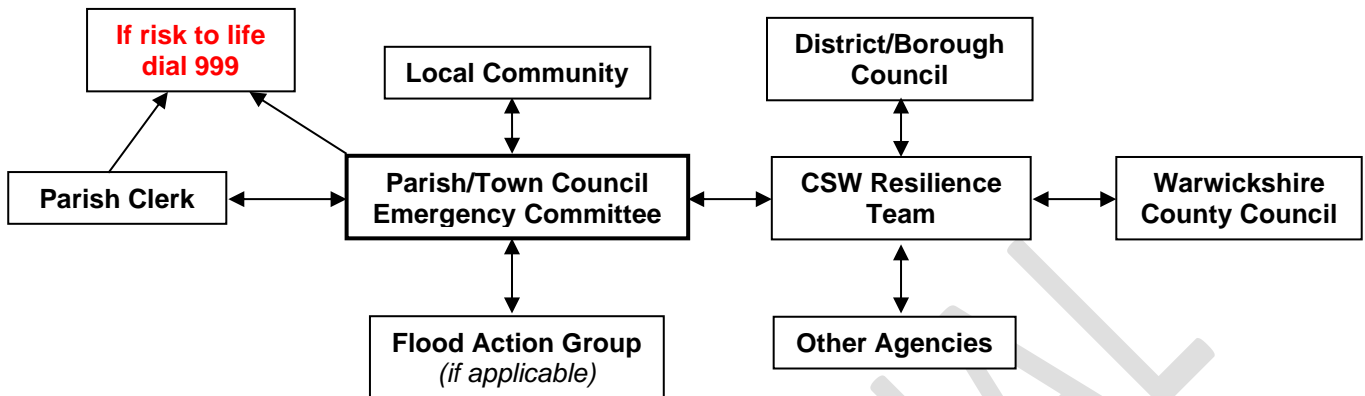 If risk to life
dial 999
Local Community
District/Borough
Council
Parish Clerk
Parish/Town Council
Emergency Committee
CSW Resilience
Team
Warwickshire
County Council
Flood Action Group
(if applicable)
Other Agencies